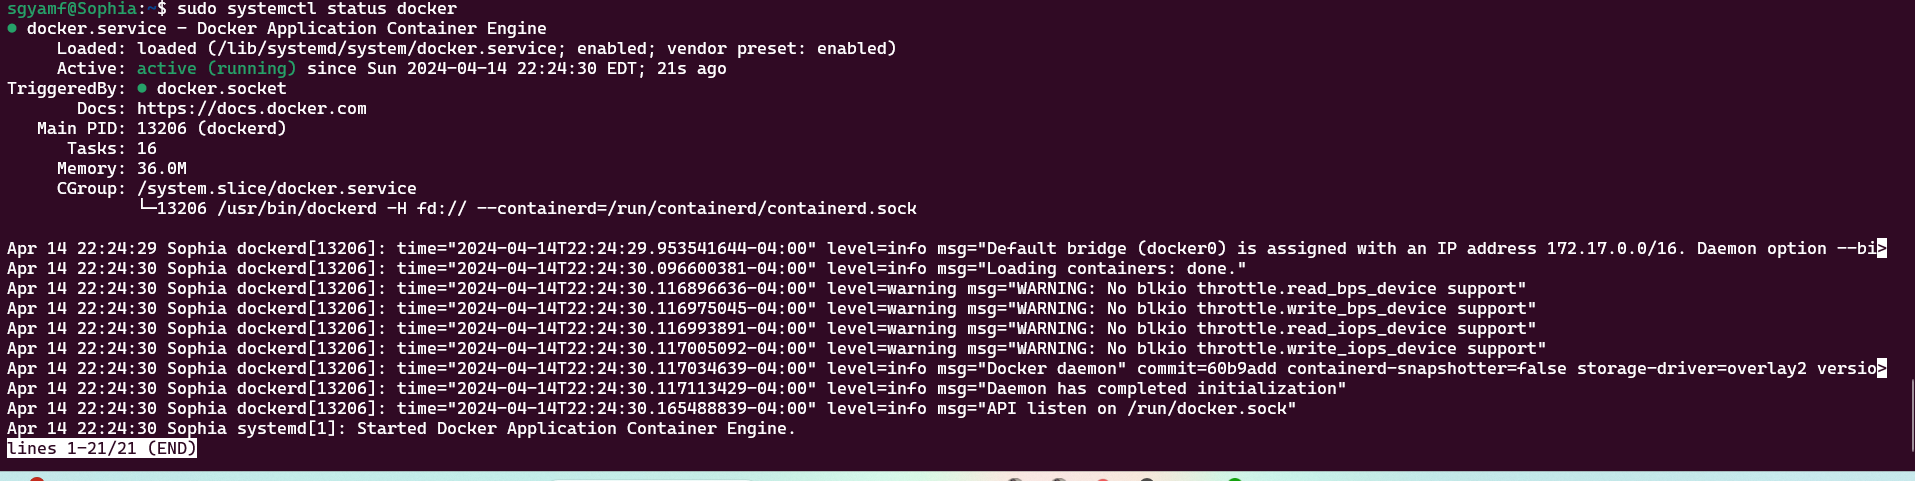 sgyamf@Sophia:~$ sudo systemctl status docker
● docker.service - Docker Application Container Engine
     Loaded: loaded (/lib/systemd/system/docker.service; enabled; vendor preset: enabled)
     Active: active (running) since Sun 2024-04-14 22:24:30 EDT; 21s ago
TriggeredBy: ● docker.socket
       Docs: https://docs.docker.com
   Main PID: 13206 (dockerd)
      Tasks: 16
     Memory: 36.0M
     CGroup: /system.slice/docker.service
             └─13206 /usr/bin/dockerd -H fd:// --containerd=/run/containerd/containerd.sock

Apr 14 22:24:29 Sophia dockerd[13206]: time="2024-04-14T22:24:29.953541644-04:00" level=info msg="Default bridge (docker0) is assigned with an IP address 172.17.0.0/16. Daemon option --bi>
Apr 14 22:24:30 Sophia dockerd[13206]: time="2024-04-14T22:24:30.096600381-04:00" level=info msg="Loading containers: done."
Apr 14 22:24:30 Sophia dockerd[13206]: time="2024-04-14T22:24:30.116896636-04:00" level=warning msg="WARNING: No blkio throttle.read_bps_device support"
Apr 14 22:24:30 Sophia dockerd[13206]: time="2024-04-14T22:24:30.116975045-04:00" level=warning msg="WARNING: No blkio throttle.write_bps_device support"
Apr 14 22:24:30 Sophia dockerd[13206]: time="2024-04-14T22:24:30.116993891-04:00" level=warning msg="WARNING: No blkio throttle.read_iops_device support"
Apr 14 22:24:30 Sophia dockerd[13206]: time="2024-04-14T22:24:30.117005092-04:00" level=warning msg="WARNING: No blkio throttle.write_iops_device support"
Apr 14 22:24:30 Sophia dockerd[13206]: time="2024-04-14T22:24:30.117034639-04:00" level=info msg="Docker daemon" commit=60b9add containerd-snapshotter=false storage-driver=overlay2 versio>
Apr 14 22:24:30 Sophia dockerd[13206]: time="2024-04-14T22:24:30.117113429-04:00" level=info msg="Daemon has completed initialization"
Apr 14 22:24:30 Sophia dockerd[13206]: time="2024-04-14T22:24:30.165488839-04:00" level=info msg="API listen on /run/docker.sock"
Apr 14 22:24:30 Sophia systemd[1]: Started Docker Application Container Engine.
lines 1-21/21 (END)